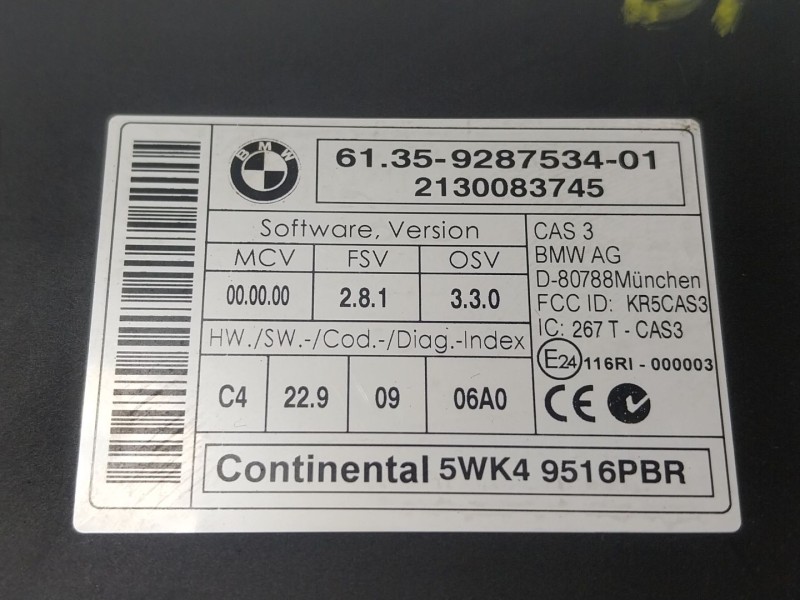 BMW
61.35-9287534-01
2130083745
Software, Version
MCV FSV OSV
00.00.00 2.8.1 3.3.0
HW./SW.-/Cod.-/Diag.-Index
C4 22.9 09 06A0
CAS 3
BMW AG
D-80788München
FCC ID: KR5CAS3
IC: 267 T - CAS3
E24 116RI - 000003
CE
Continental 5WK4 9516PBR